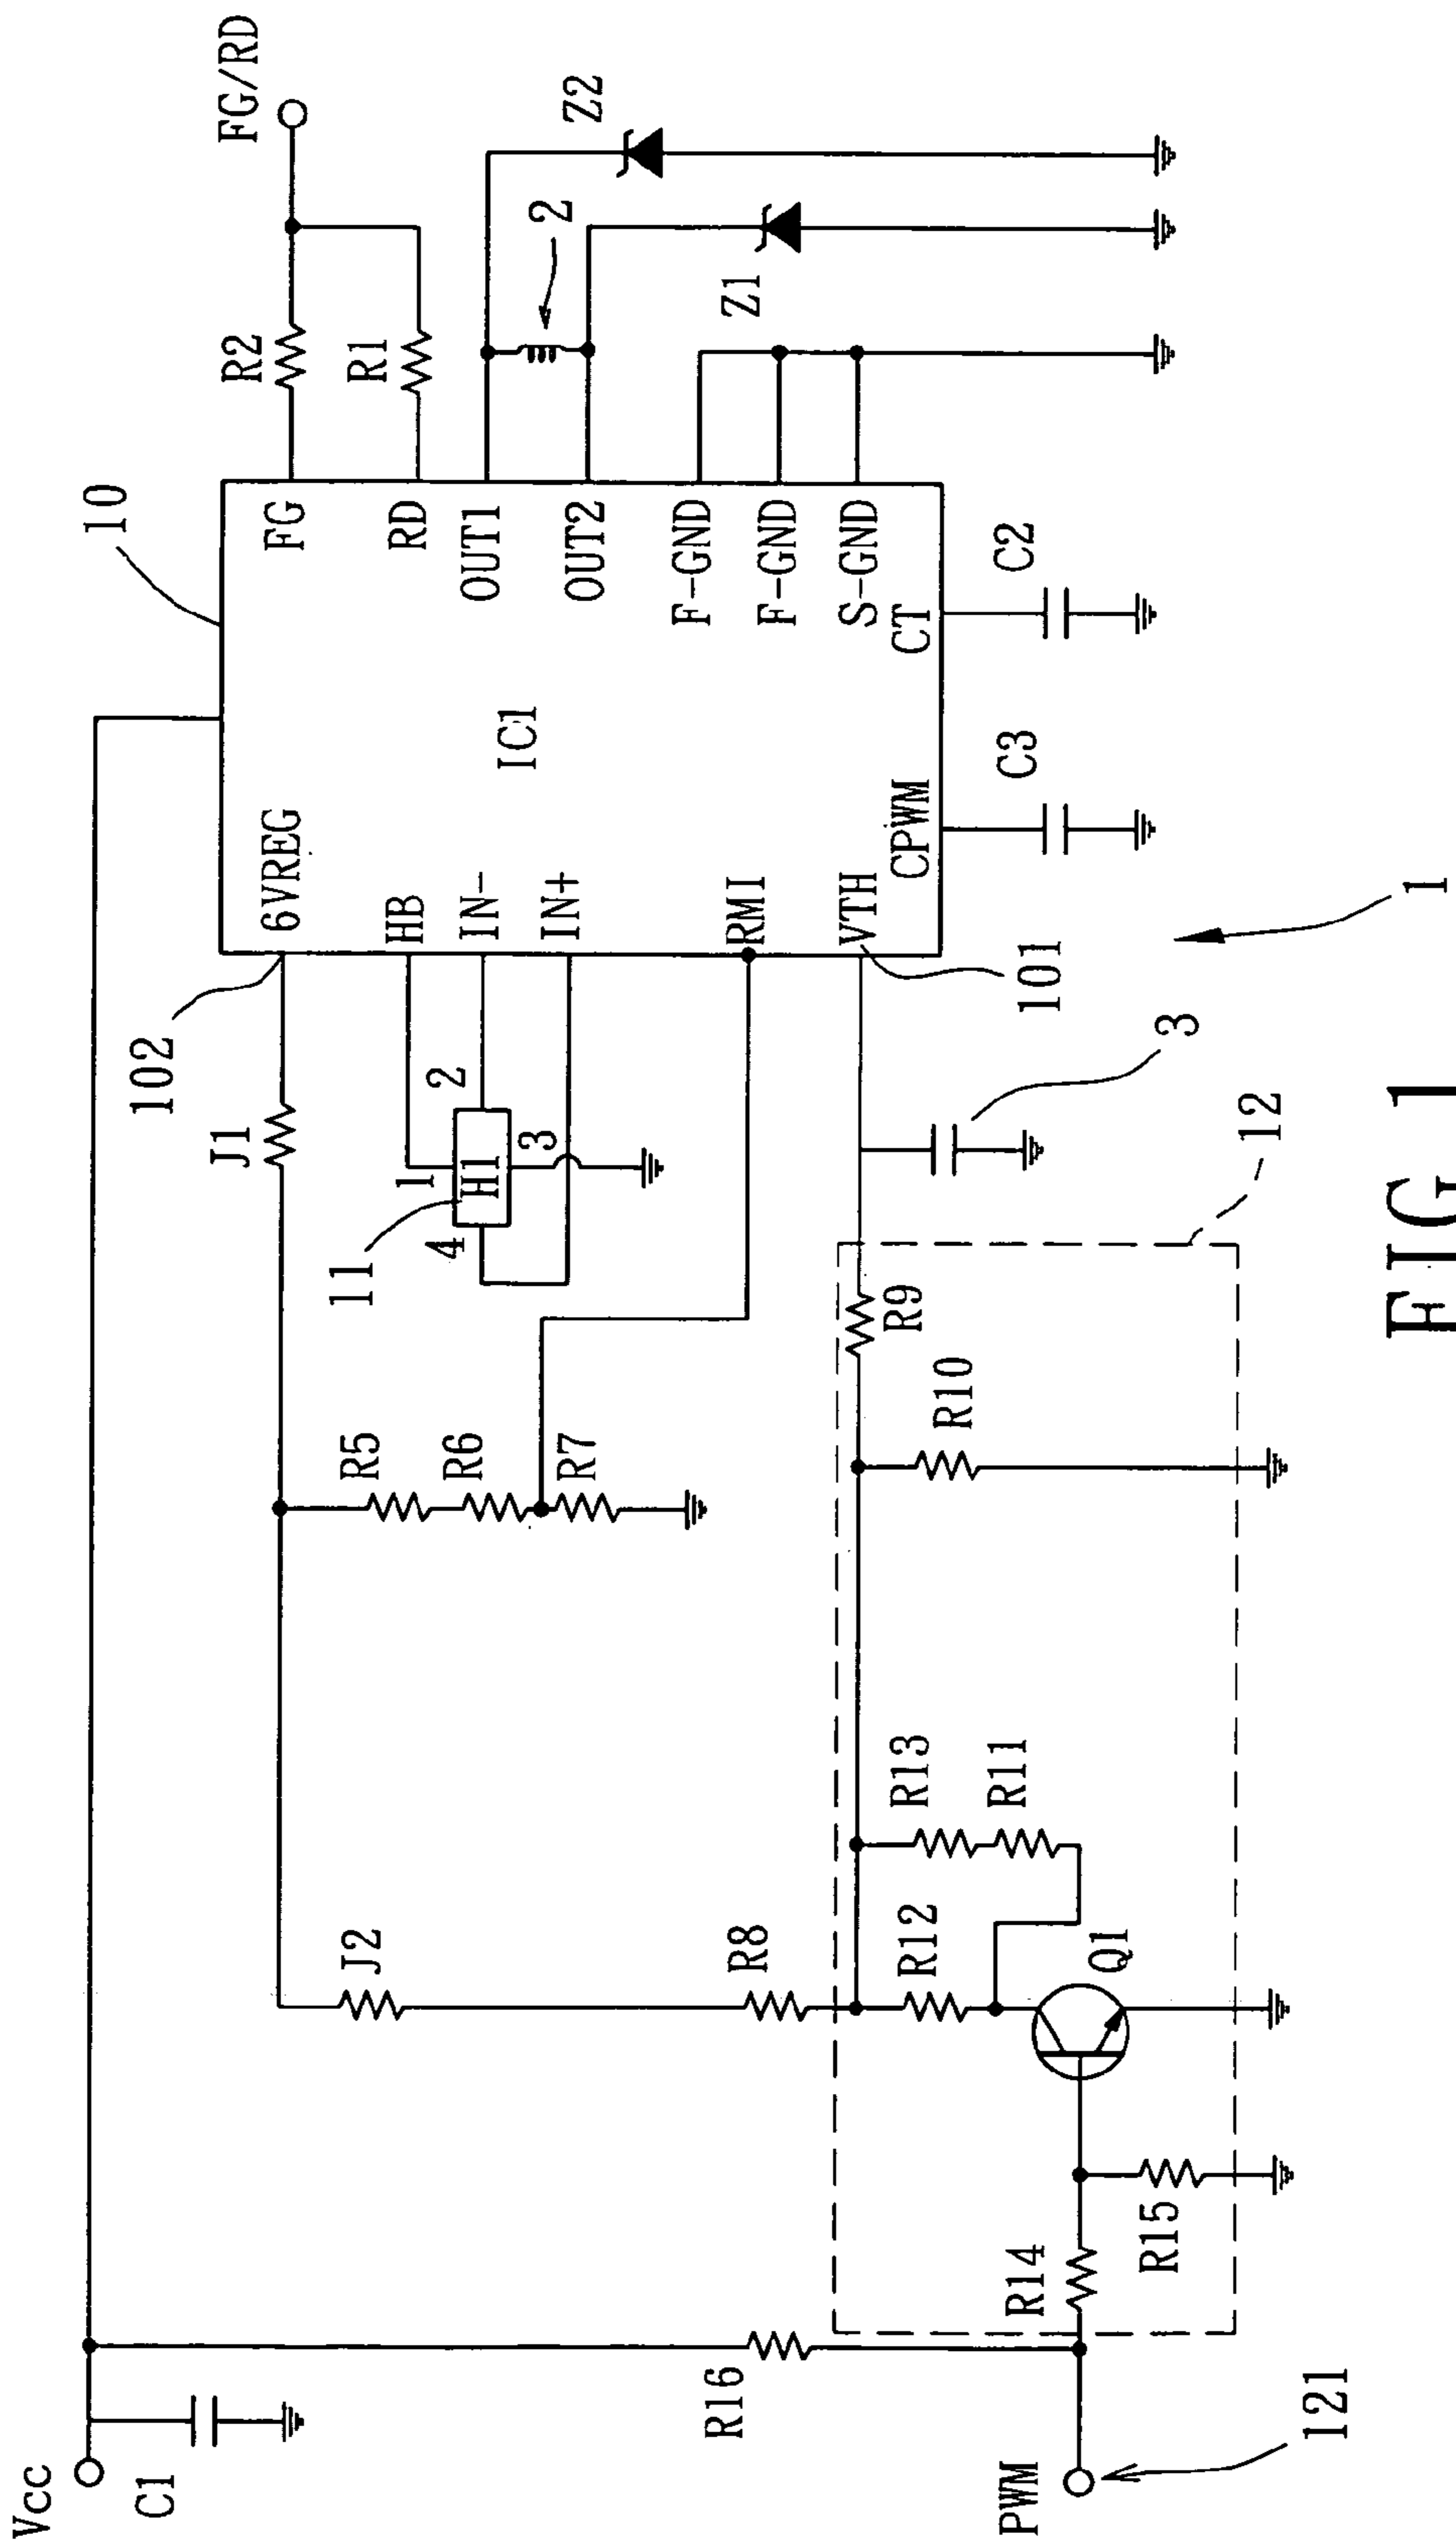 Vcc
C1
R16
PWM
121
R14
R15
Q1
R12
R13
R11
R8
J2
R5
R6
R7
R10
R9
12
3
J1
102
11
H1
1
2
3
4
10
IC1
6VREG
HB
IN-
IN+
RMI
VTH
101
CPWM
CT
C3
C2
FG
RD
OUT1
OUT2
F-GND
F-GND
S-GND
R2
R1
FG/RD
2
Z1
Z2
1
FIG 1